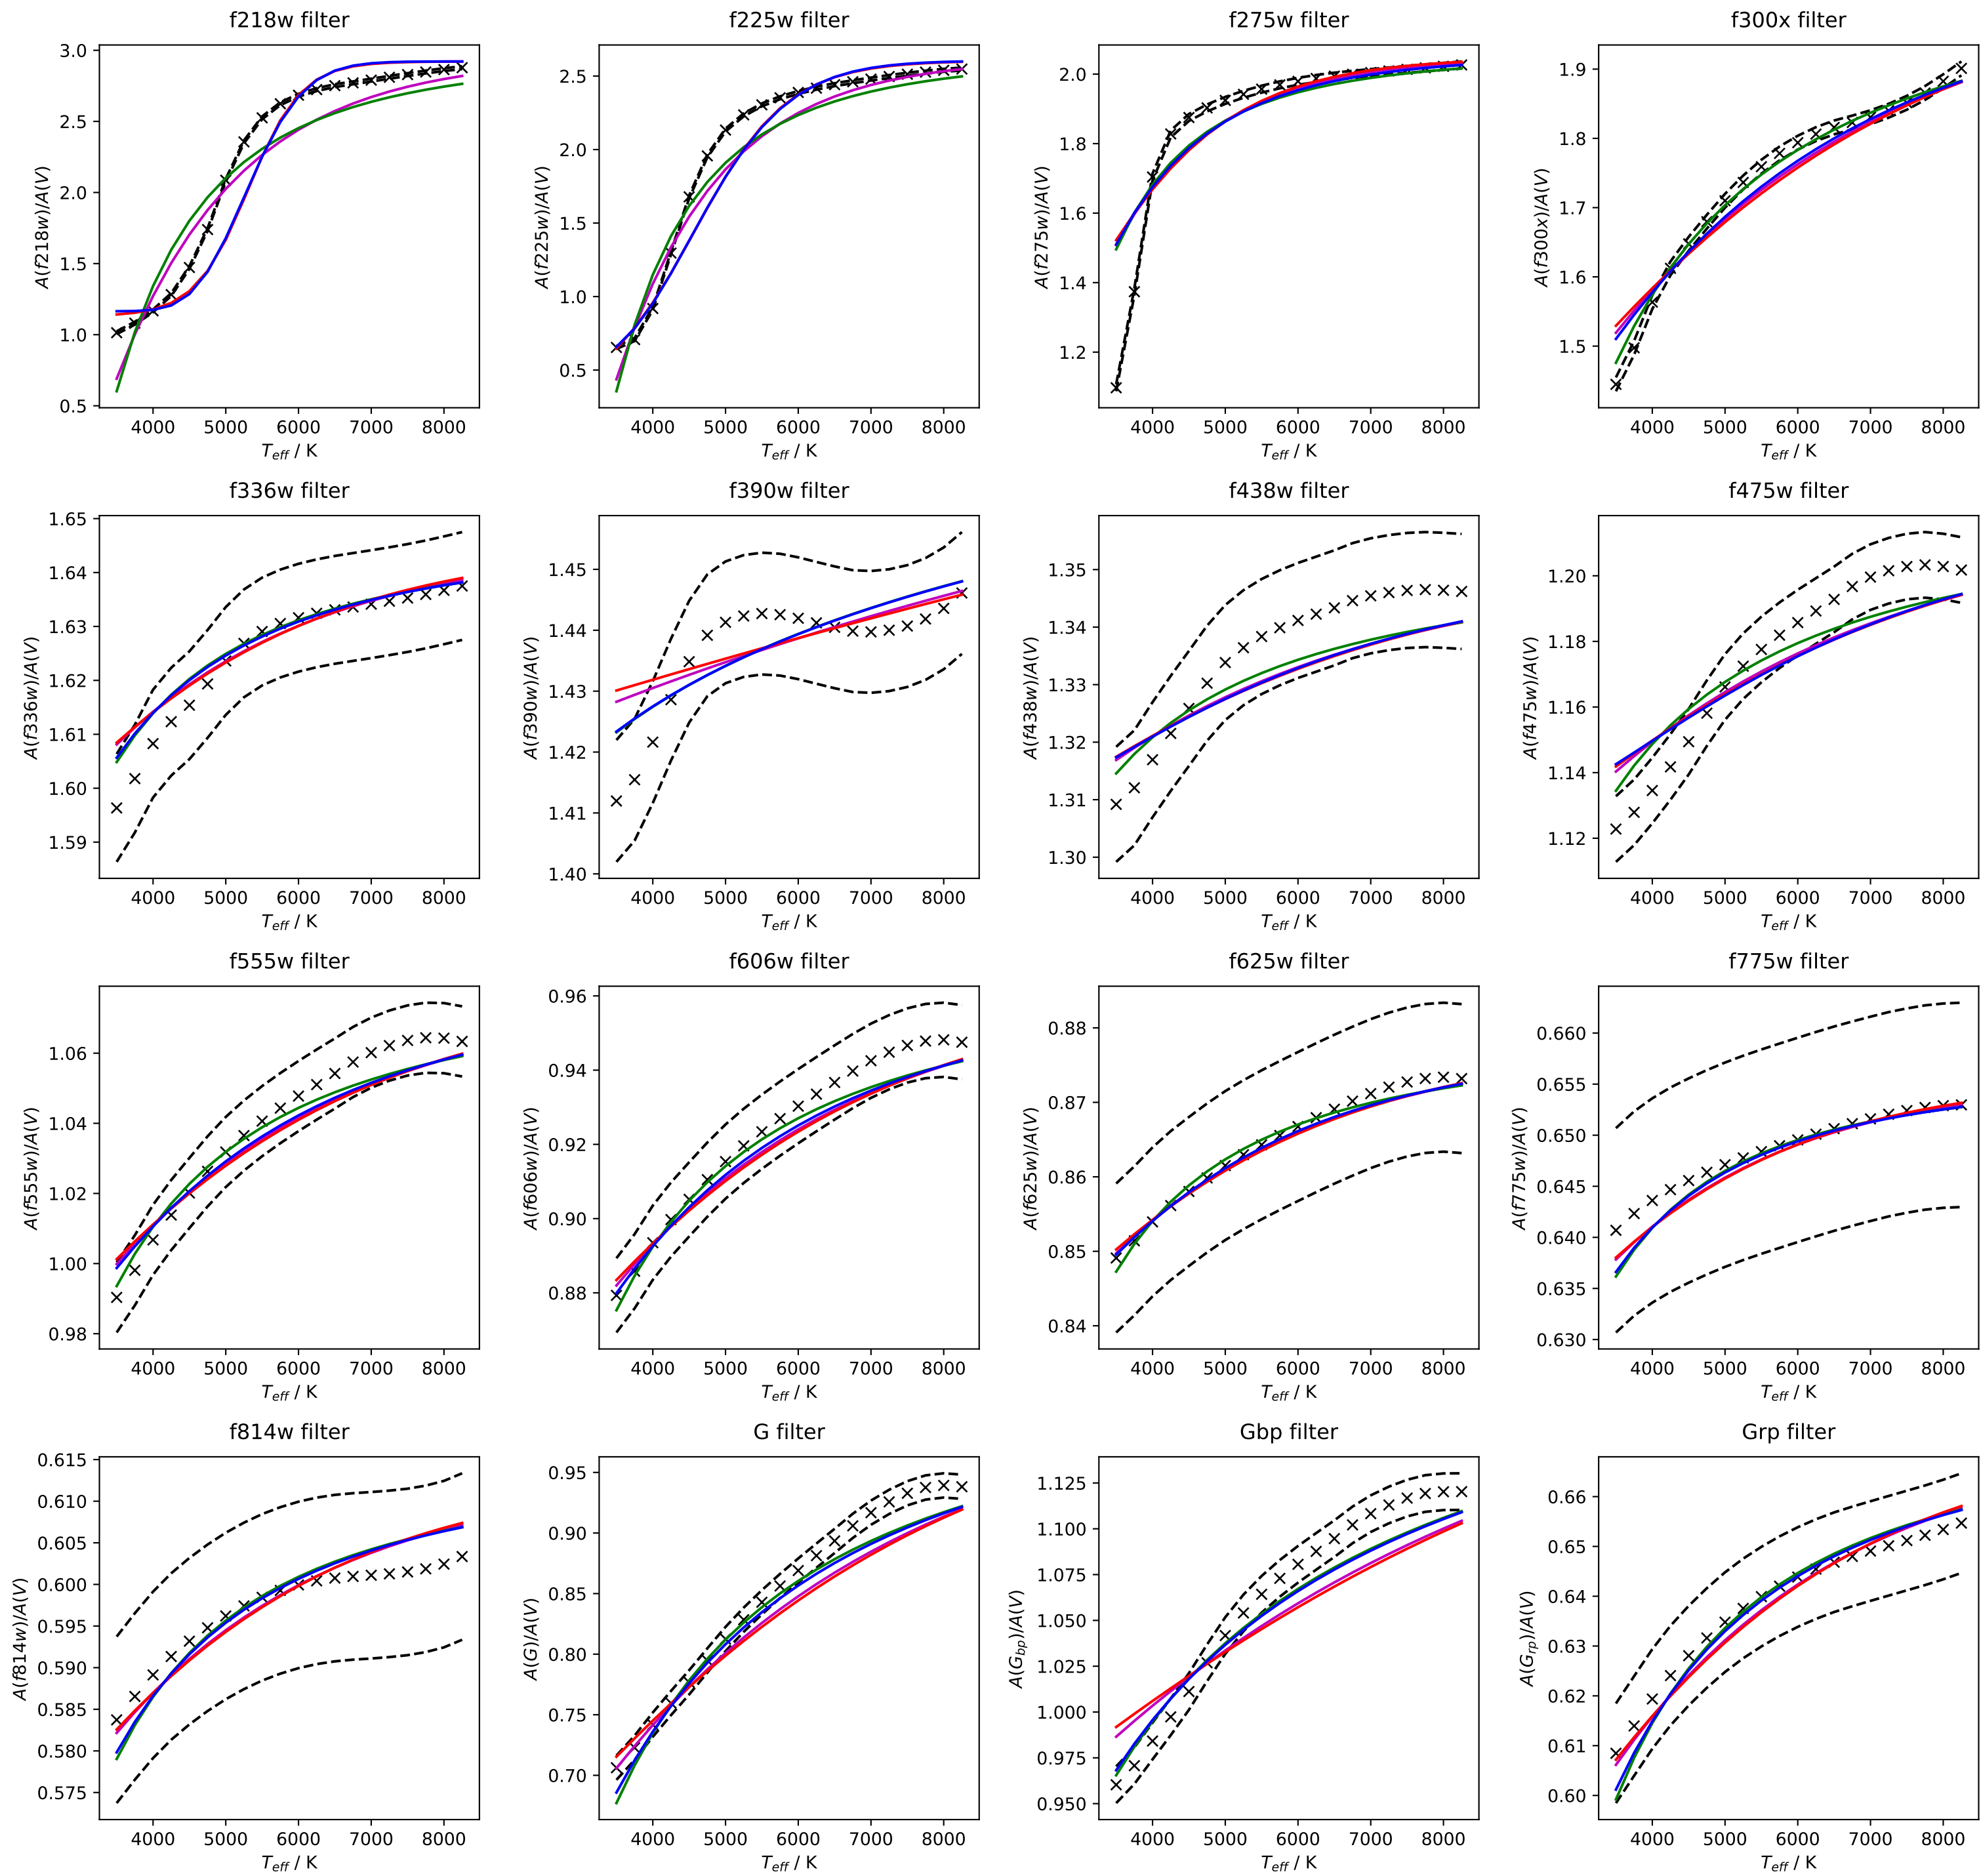 f218w filter
f225w filter
f275w filter
f300x filter
3.0
2.5
2.0
1.5
1.0
0.5
A(f218w)/A(V)
4000 5000 6000 7000 8000
T_eff / K
2.5
2.0
1.5
1.0
0.5
A(f225w)/A(V)
4000 5000 6000 7000 8000
T_eff / K
2.0
1.8
1.6
1.4
1.2
A(f275w)/A(V)
4000 5000 6000 7000 8000
T_eff / K
1.9
1.8
1.7
1.6
1.5
A(f300x)/A(V)
4000 5000 6000 7000 8000
T_eff / K
f336w filter
f390w filter
f438w filter
f475w filter
1.65
1.64
1.63
1.62
1.61
1.60
1.59
A(f336w)/A(V)
4000 5000 6000 7000 8000
T_eff / K
1.45
1.44
1.43
1.42
1.41
1.40
A(f390w)/A(V)
4000 5000 6000 7000 8000
T_eff / K
1.35
1.34
1.33
1.32
1.31
1.30
A(f438w)/A(V)
4000 5000 6000 7000 8000
T_eff / K
1.20
1.18
1.16
1.14
1.12
A(f475w)/A(V)
4000 5000 6000 7000 8000
T_eff / K
f555w filter
f606w filter
f625w filter
f775w filter
1.06
1.04
1.02
1.00
0.98
A(f555w)/A(V)
4000 5000 6000 7000 8000
T_eff / K
0.96
0.94
0.92
0.90
0.88
A(f606w)/A(V)
4000 5000 6000 7000 8000
T_eff / K
0.88
0.87
0.86
0.85
0.84
A(f625w)/A(V)
4000 5000 6000 7000 8000
T_eff / K
0.660
0.655
0.650
0.645
0.640
0.635
0.630
A(f775w)/A(V)
4000 5000 6000 7000 8000
T_eff / K
f814w filter
G filter
Gbp filter
Grp filter
0.615
0.610
0.605
0.600
0.595
0.590
0.585
0.580
0.575
A(f814w)/A(V)
4000 5000 6000 7000 8000
T_eff / K
0.95
0.90
0.85
0.80
0.75
0.70
A(G)/A(V)
4000 5000 6000 7000 8000
T_eff / K
1.125
1.100
1.075
1.050
1.025
1.000
0.975
0.950
A(G_bp)/A(V)
4000 5000 6000 7000 8000
T_eff / K
0.66
0.65
0.64
0.63
0.62
0.61
0.60
A(G_rp)/A(V)
4000 5000 6000 7000 8000
T_eff / K